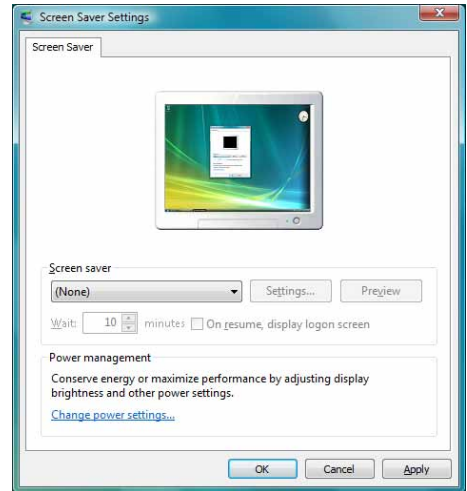 Screen Saver Settings
Screen Saver
Screen saver
(None)
Settings...
Preview
Wait: 10 minutes On resume, display logon screen
Power management
Conserve energy or maximize performance by adjusting display
brightness and other power settings.
Change power settings...
OK
Cancel
Apply